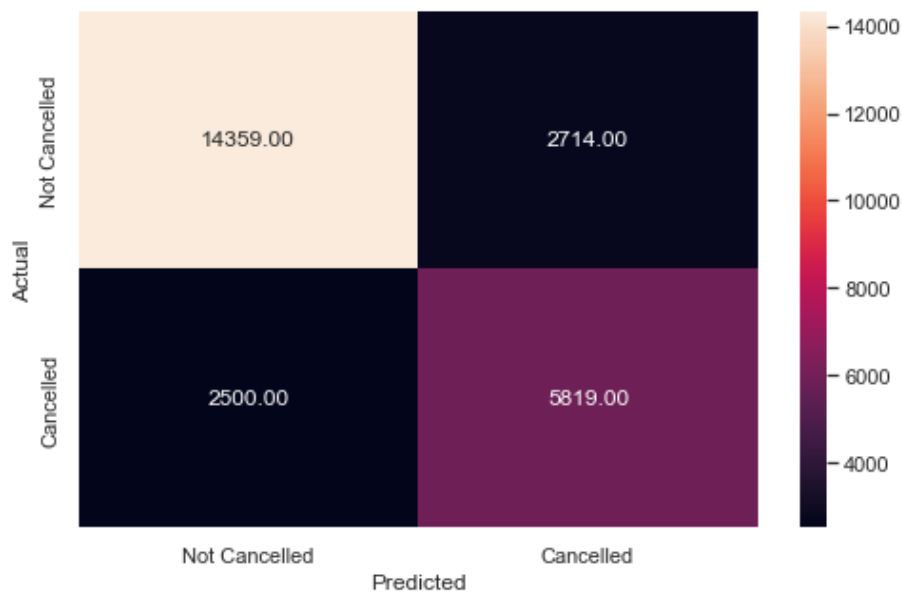 Not Cancelled
Cancelled
Actual
14359.00 2714.00
2500.00 5819.00
Not Cancelled Cancelled
Predicted
14000
12000
10000
8000
6000
4000